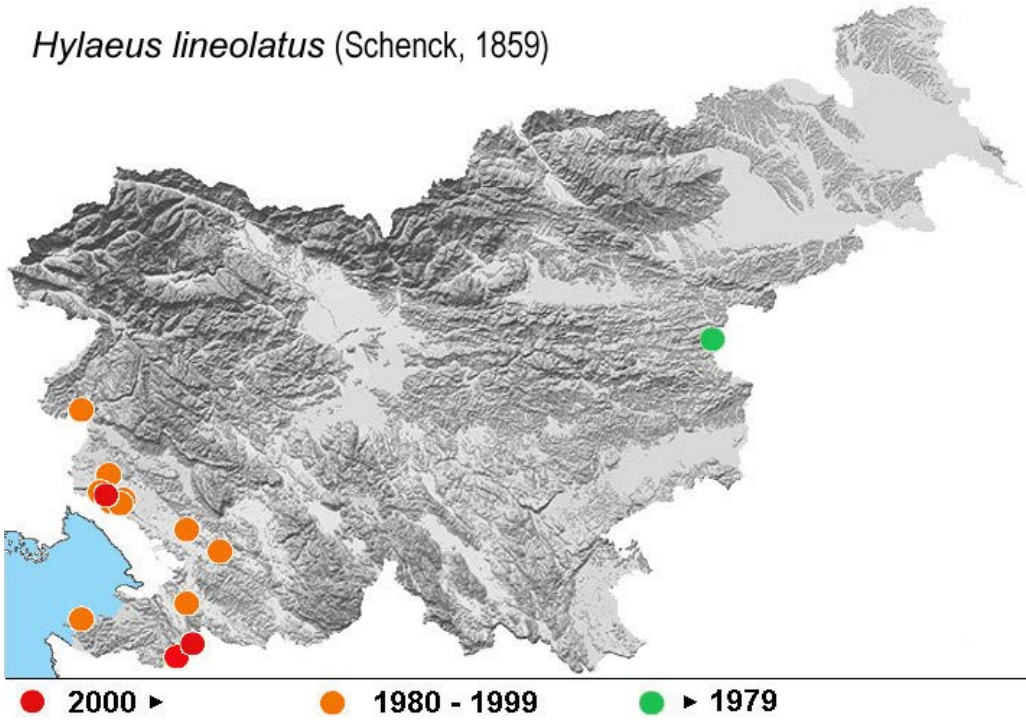 Hylaeus lineolatus (Schenck, 1859)
2000 ► 1980 - 1999 ► 1979